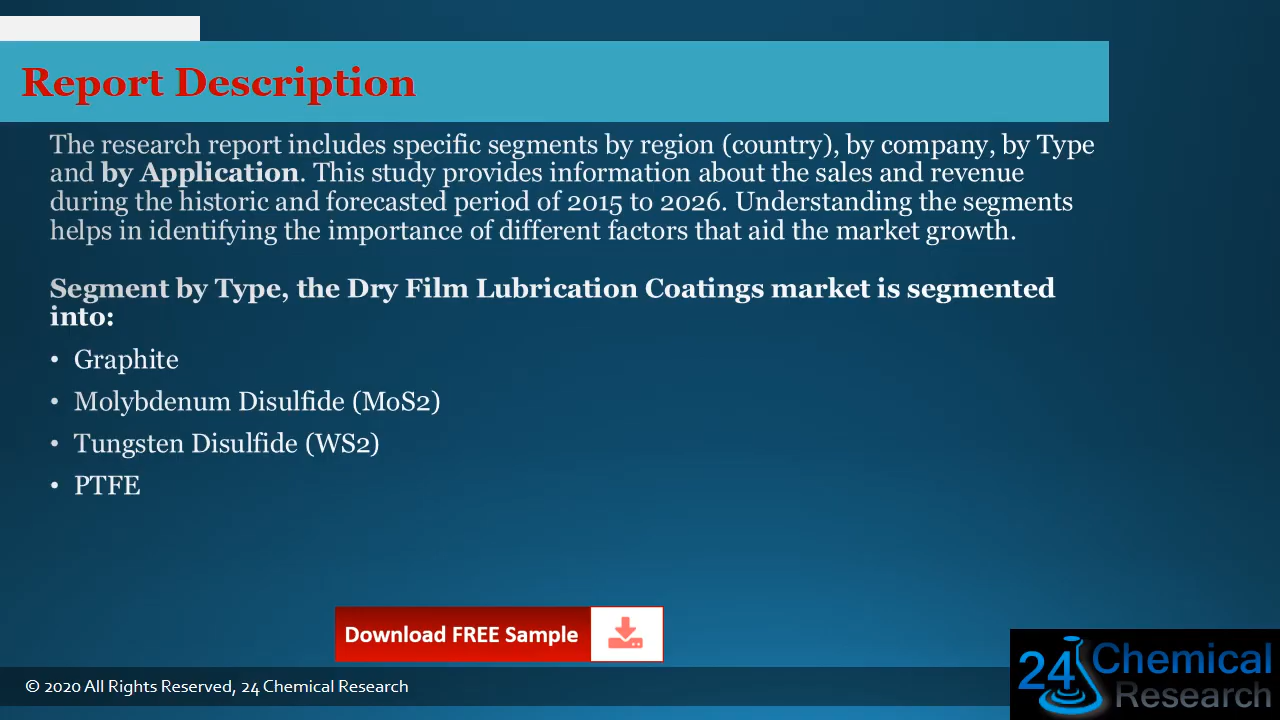 Report Description
The research report includes specific segments by region (country), by company, by Type
and by Application. This study provides information about the sales and revenue
during the historic and forecasted period of 2015 to 2026. Understanding the segments
helps in identifying the importance of different factors that aid the market growth.
Segment by Type, the Dry Film Lubrication Coatings market is segmented
into:
• Graphite
• Molybdenum Disulfide (MoS2)
• Tungsten Disulfide (WS2)
• PTFE
Download FREE Sample
© 2020 All Rights Reserved, 24 Chemical Research
24 Chemical
Research